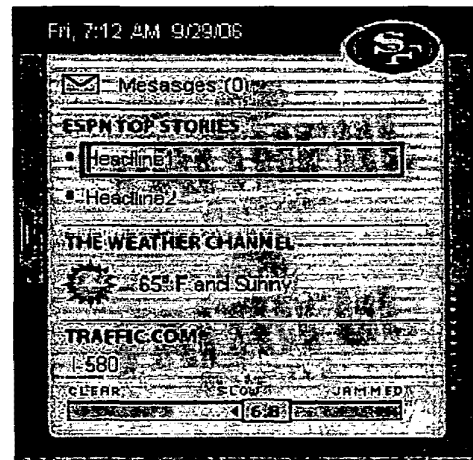 Fri, 7:12 AM 9/29/06
SF
Mesasges (0)
ESPN TOP STORIES
Headline1
Headline2
THE WEATHER CHANNEL
65° F and Sunny
TRAFFIC.COM
I-580
CLEAR SLOW JAMMED
6.8